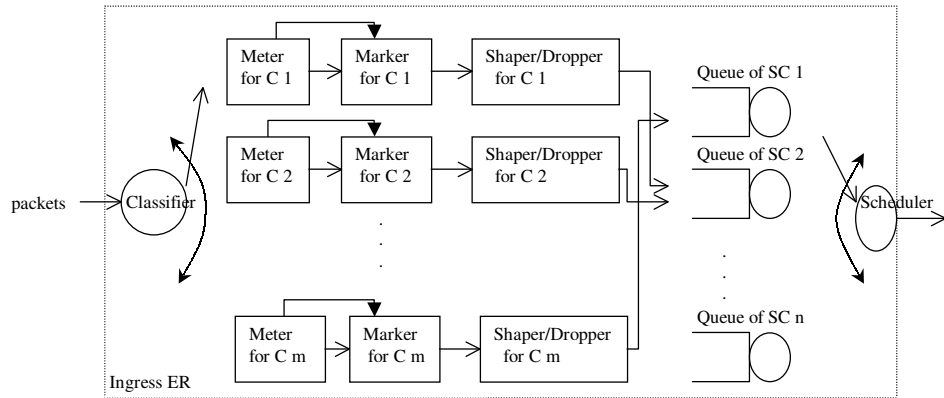 Meter
for C 1
Marker
for C 1
Shaper/Dropper
for C 1
Queue of SC 1
Meter
for C 2
Marker
for C 2
Shaper/Dropper
for C 2
Queue of SC 2
packets
Classifier
Scheduler
Meter
for C m
Marker
for C m
Shaper/Dropper
for C m
Queue of SC n
Ingress ER